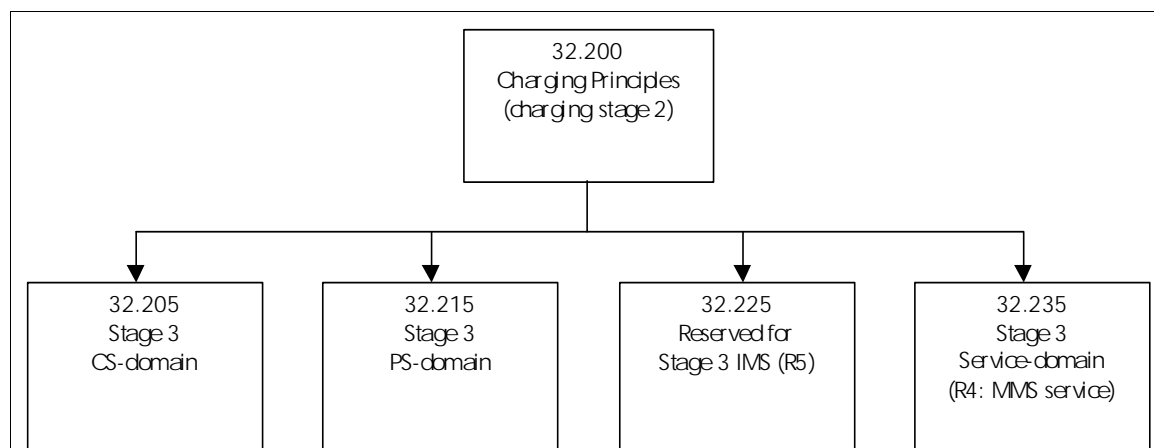 32.200
Charging Principles
(charging stage 2)
32.205
Stage 3
CS-domain
32.215
Stage 3
PS-domain
32.225
Reserved for
Stage 3 IMS (R5)
32.235
Stage 3
Service-domain
(R4: MMS service)